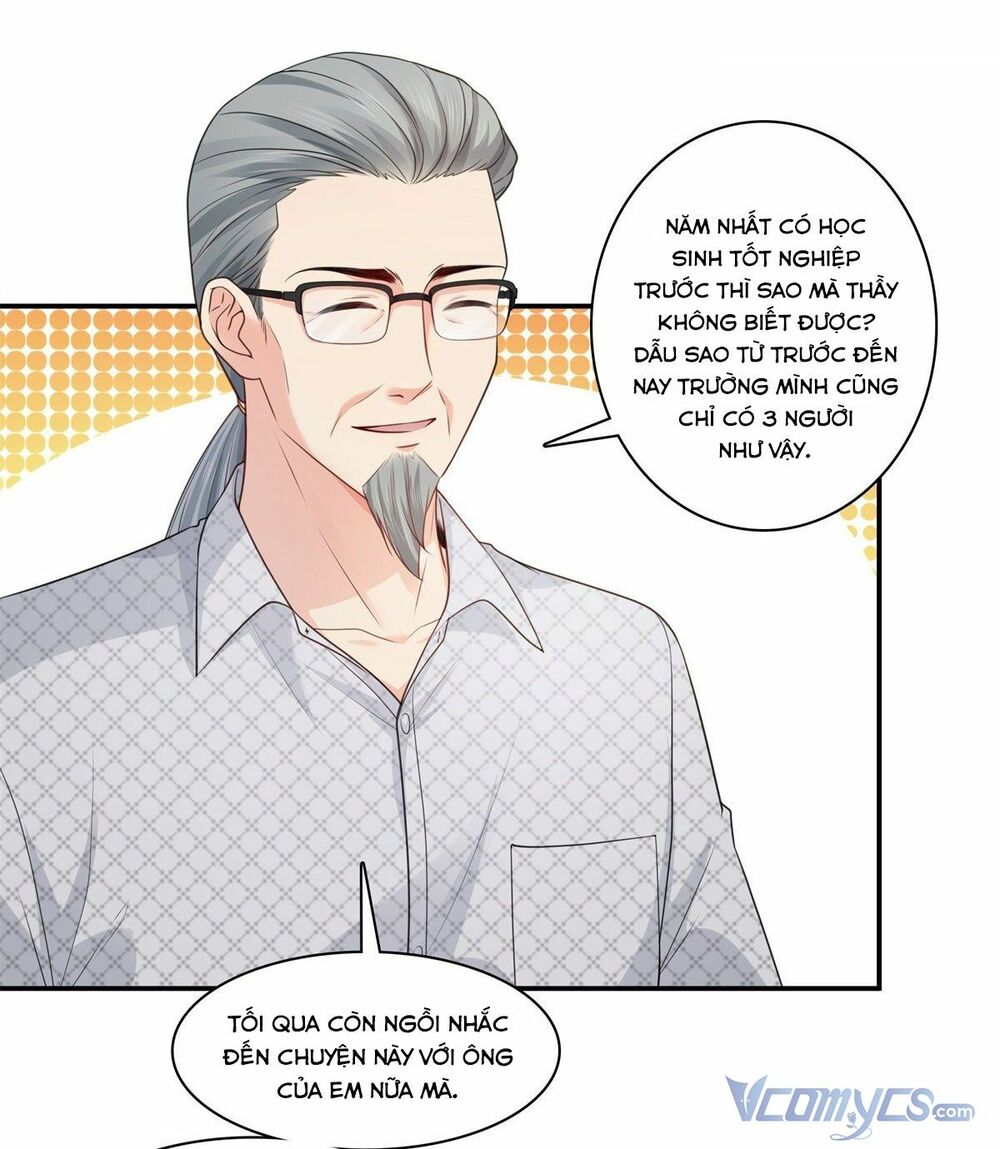 NĂM NHẤT CÓ HỌC
SINH TỐT NGHIỆP
TRƯỚC THÌ SAO MÀ THẦY
KHÔNG BIẾT ĐƯỢC?
DẪU SAO TỪ TRƯỚC ĐẾN
NAY TRƯỜNG MÌNH CŨNG
CHỈ CÓ 3 NGƯỜI
NHƯ VẬY.
TỐI QUA CÒN NGỒI NHẮC
ĐẾN CHUYỆN NÀY VỚI ÔNG
CỦA EM NỮA MÀ.
VCOMYCS.com